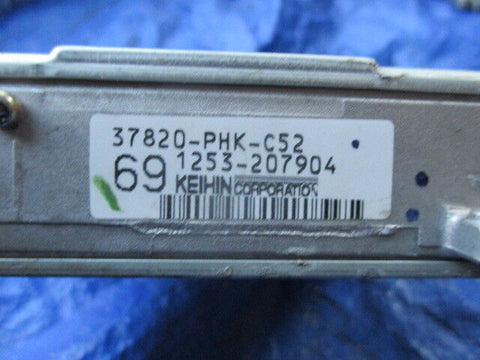 37820-PHK-C52
69 1253-207904
KEIHIN CORPORATION